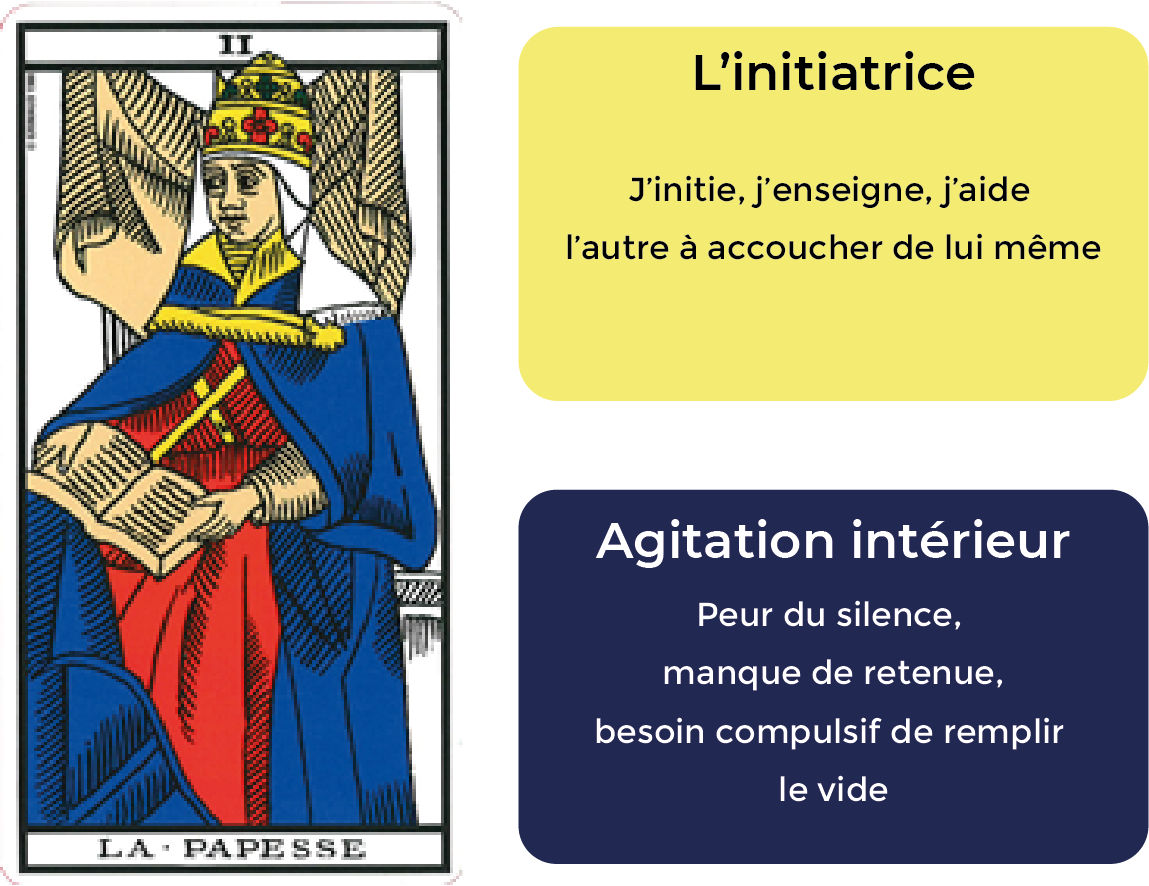 II
LA · PAPESSE
L’initiatrice
J’initie, j’enseigne, j’aide
l’autre à accoucher de lui même
Agitation intérieur
Peur du silence,
manque de retenue,
besoin compulsif de remplir
le vide